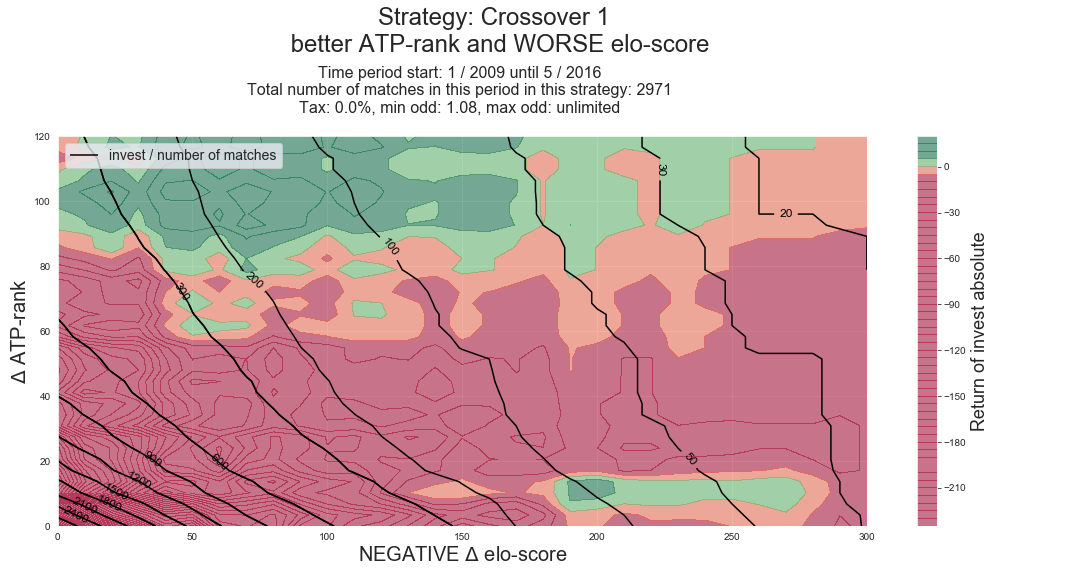 Strategy: Crossover 1
better ATP-rank and WORSE elo-score
Time period start: 1 / 2009 until 5 / 2016
Total number of matches in this period in this strategy: 2971
Tax: 0.0%, min odd: 1.08, max odd: unlimited
invest / number of matches
120
100
80
60
40
20
0
Δ ATP-rank
0 50 100 150 200 250 300
NEGATIVE Δ elo-score
30
20
100
200
300
50
600
900
1200
1500
1800
2100
2400
0
−30
−60
−90
−120
−150
−180
−210
Return of invest absolute